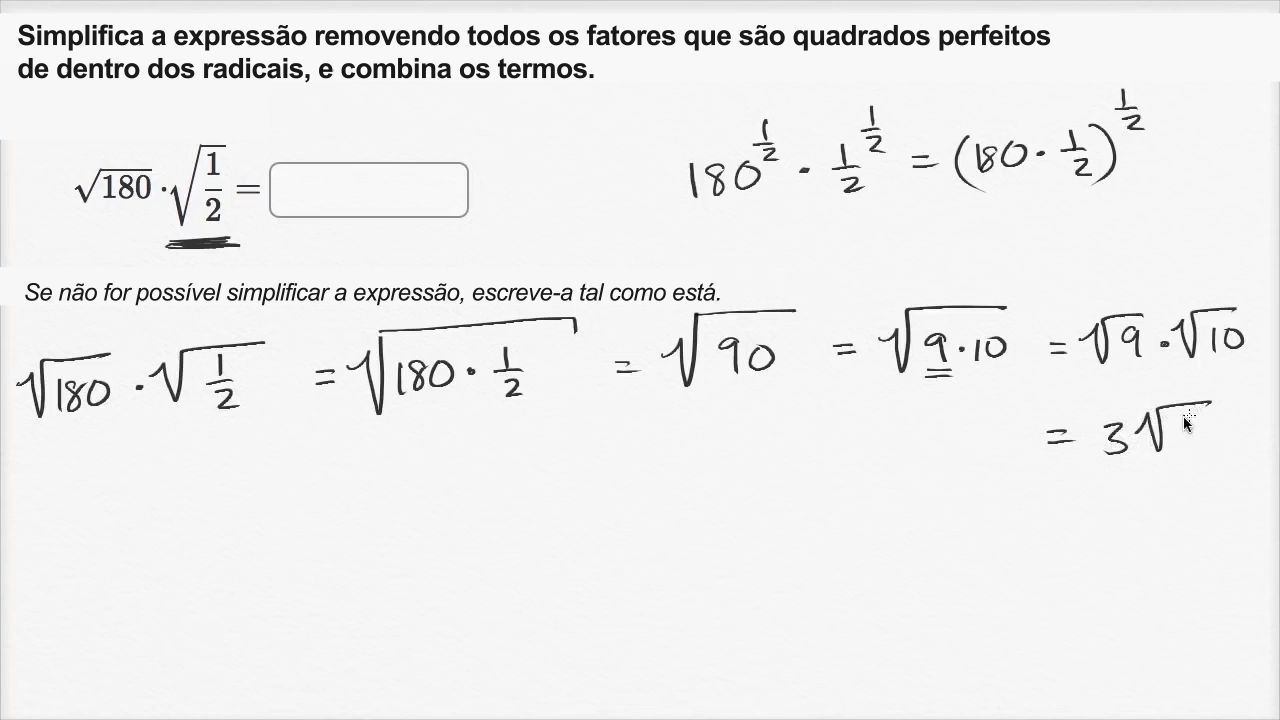 Simplifica a expressão removendo todos os fatores que são quadrados perfeitos
de dentro dos radicais, e combina os termos.
180^{1/2} · 1/2^{1/2} = (180 · 1/2)^{1/2}
√180 · √(1/2) =
Se não for possível simplificar a expressão, escreve-a tal como está.
√180 · √(1/2) = √(180 · 1/2) = √90 = √(9 · 10) = √9 · √10
= 3√